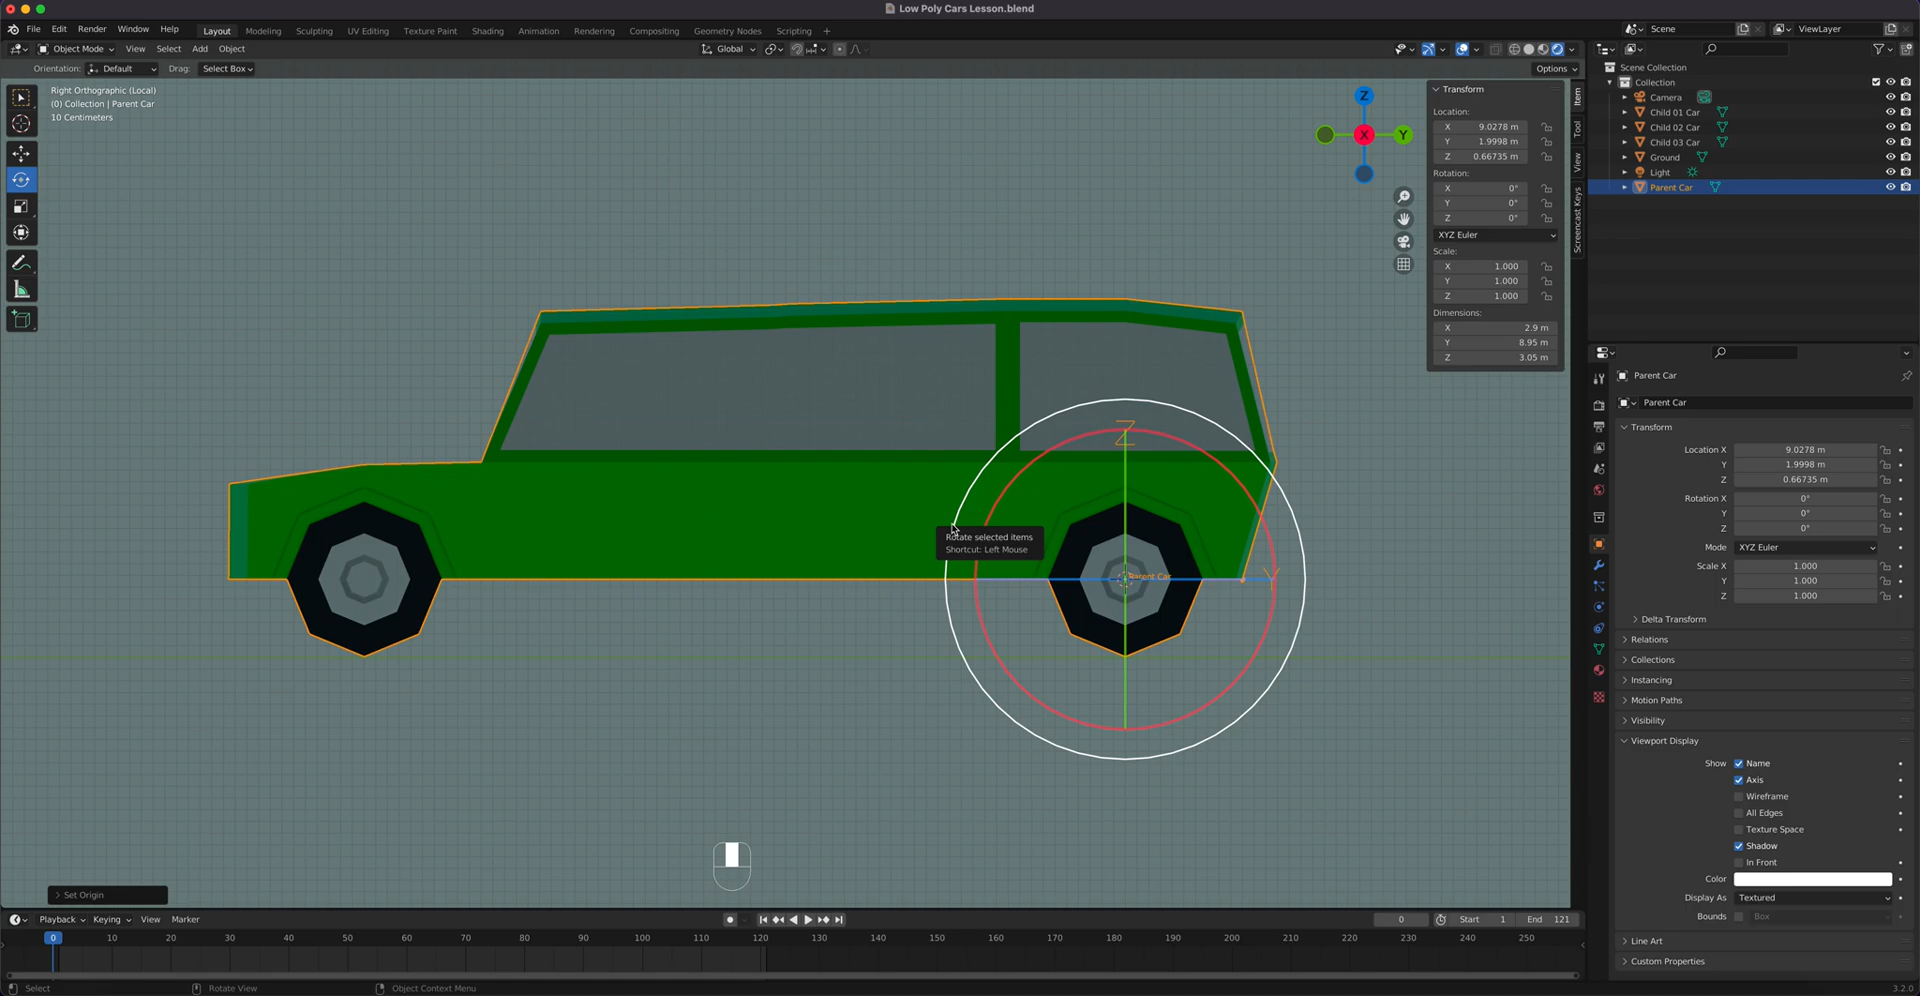 Low Poly Cars Lesson.blend
File Edit Render Window Help Layout Modeling Sculpting UV Editing Texture Paint Shading Animation Rendering Compositing Geometry Nodes Scripting +
Scene ViewLayer
Object Mode View Select Add Object Global
Orientation: Default Drag: Select Box Options
Right Orthographic (Local)
(0) Collection | Parent Car
10 Centimeters
Z
X
Y
Transform
Location:
X 9.0278 m
Y 1.9998 m
Z 0.66735 m
Rotation:
X 0°
Y 0°
Z 0°
XYZ Euler
Scale:
X 1.000
Y 1.000
Z 1.000
Dimensions:
X 2.9 m
Y 8.95 m
Z 3.05 m
Item
Tool
View
Screencast Keys
Scene Collection
Collection
Camera
Child 01 Car
Child 02 Car
Child 03 Car
Ground
Light
Parent Car
Z
Y
Parent Car
Rotate selected items
Shortcut: Left Mouse
Parent Car
Parent Car
Transform
Location X 9.0278 m
Y 1.9998 m
Z 0.66735 m
Rotation X 0°
Y 0°
Z 0°
Mode XYZ Euler
Scale X 1.000
Y 1.000
Z 1.000
Delta Transform
Relations
Collections
Instancing
Motion Paths
Visibility
Viewport Display
Show Name
Axis
Wireframe
All Edges
Texture Space
Shadow
In Front
Color
Display As Textured
Bounds Box
Line Art
Custom Properties
Set Origin
Playback Keying View Marker 0 Start 1 End 121
0 10 20 30 40 50 60 70 80 90 100 110 120 130 140 150 160 170 180 190 200 210 220 230 240 250
Select Rotate View Object Context Menu 3.2.0